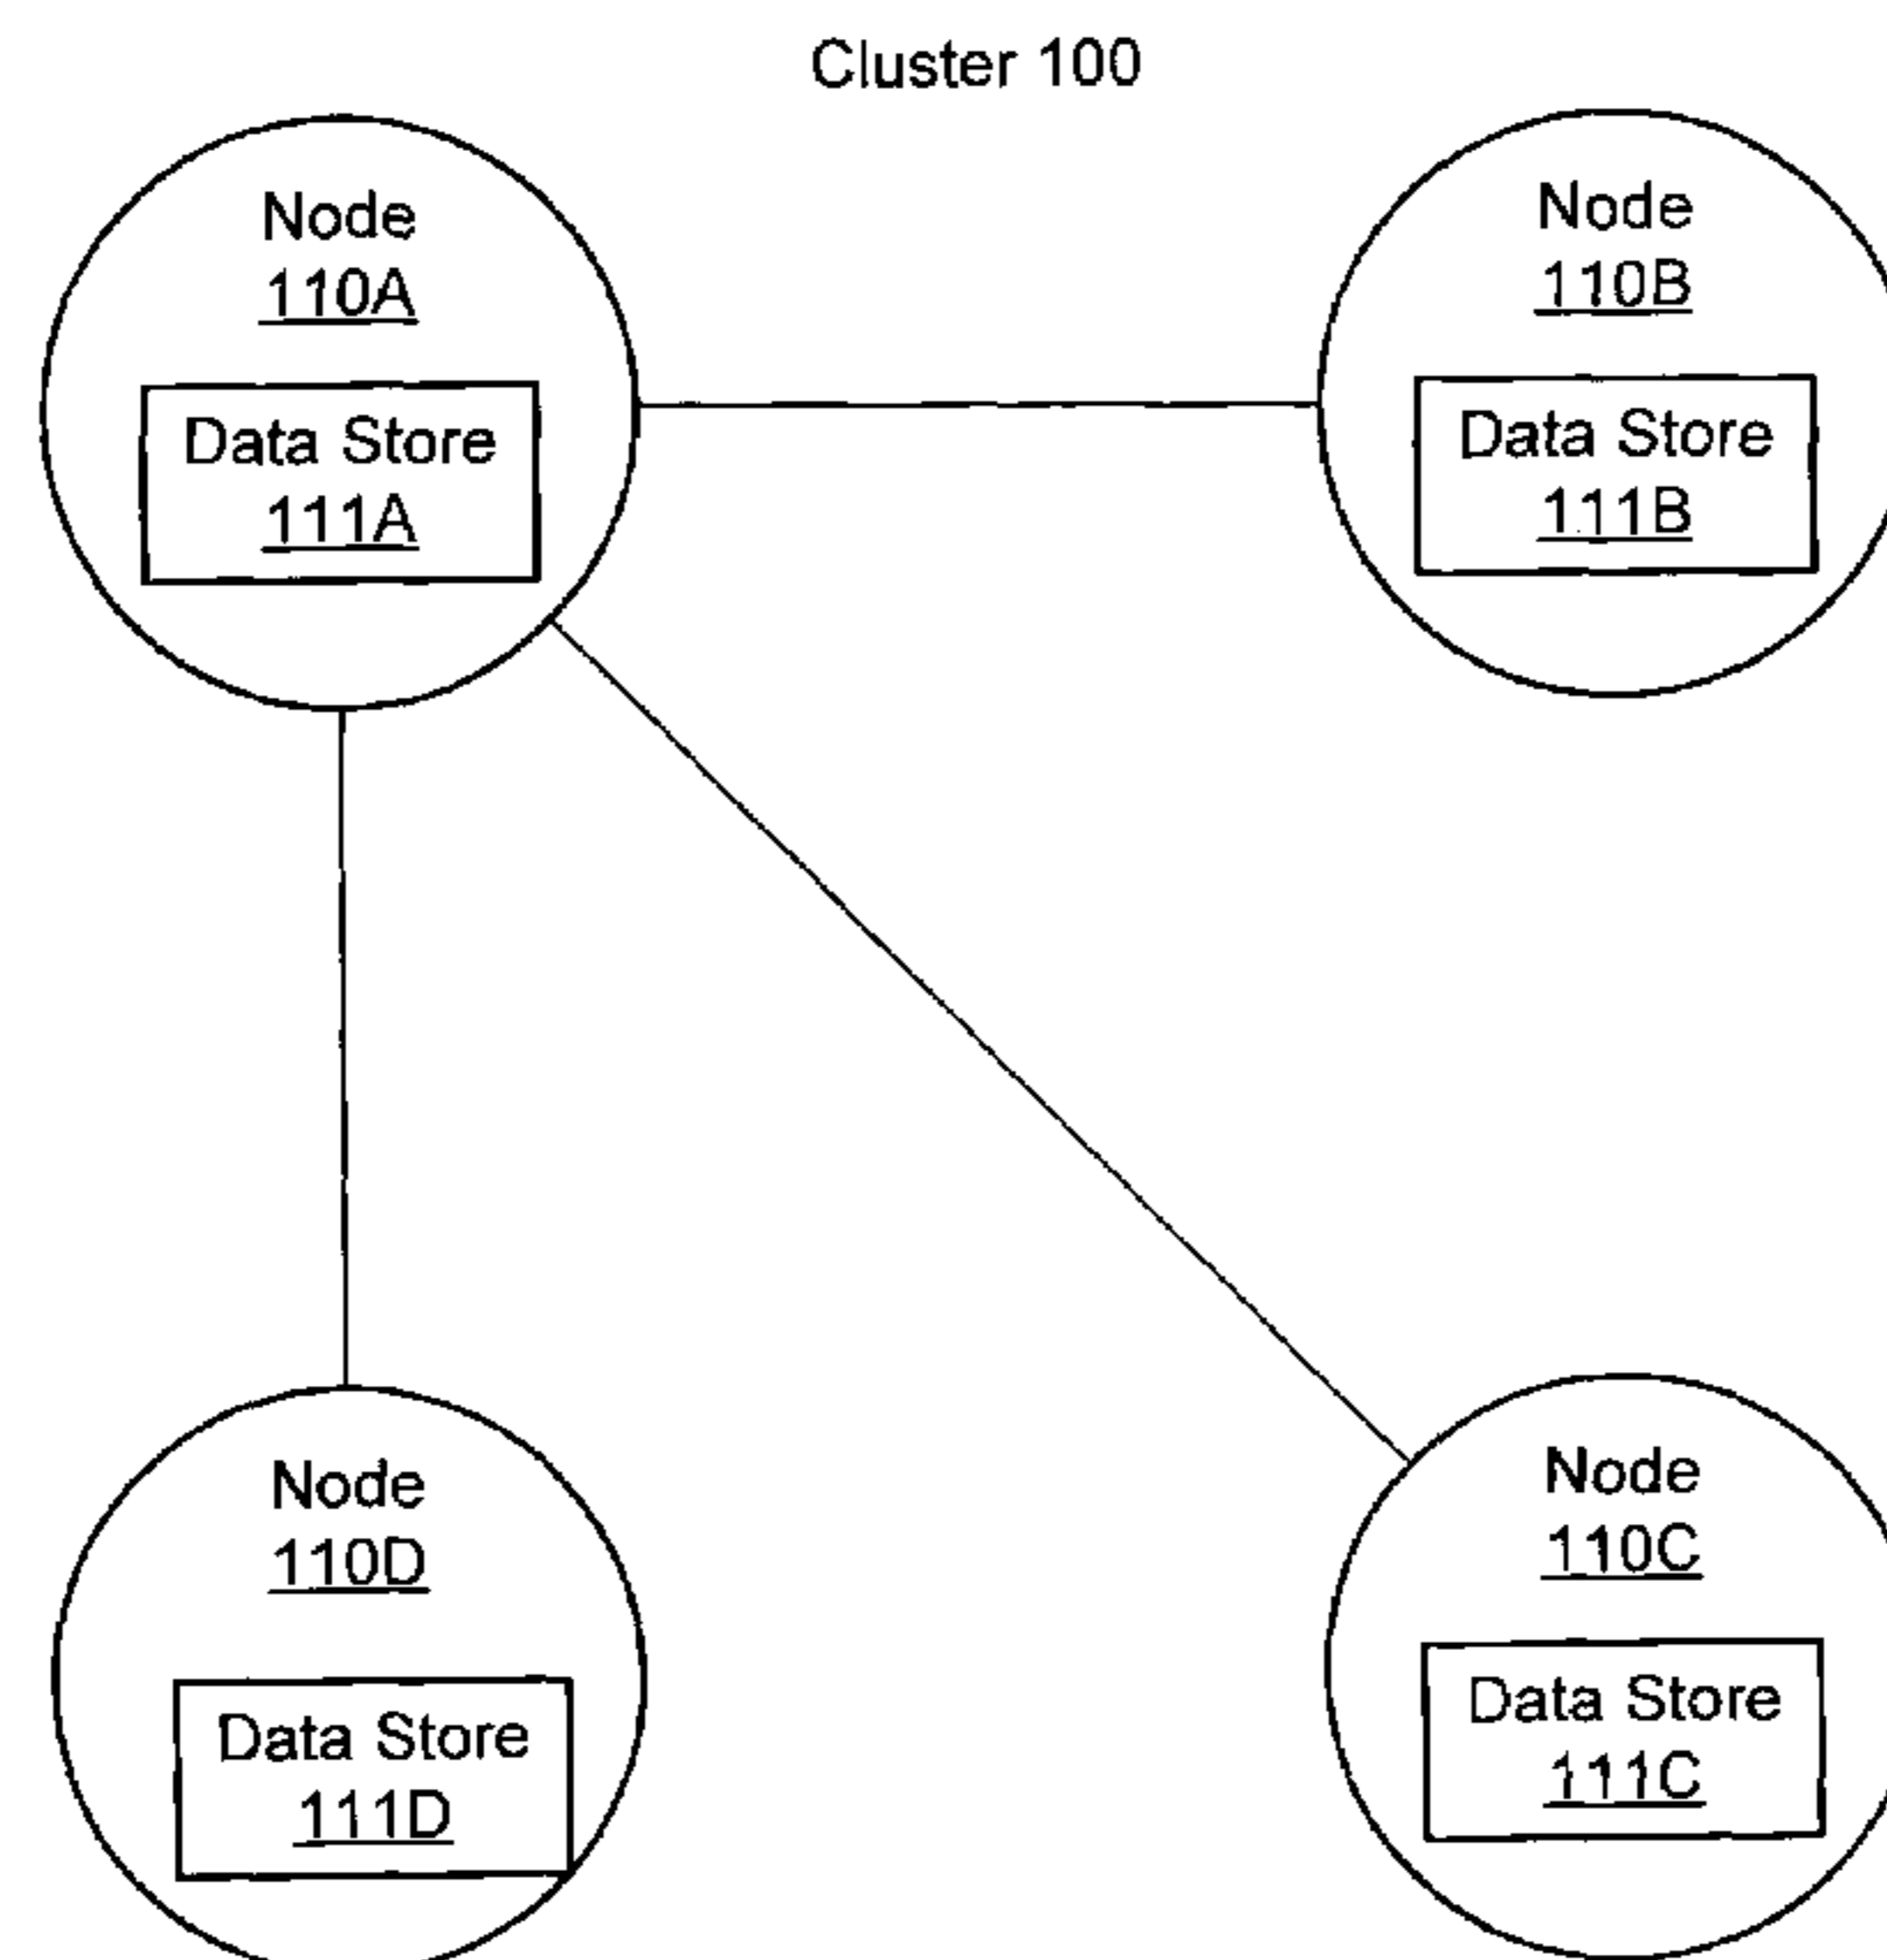 Cluster 100
Node
110A
Data Store
111A
Node
110B
Data Store
111B
Node
110D
Data Store
111D
Node
110C
Data Store
111C